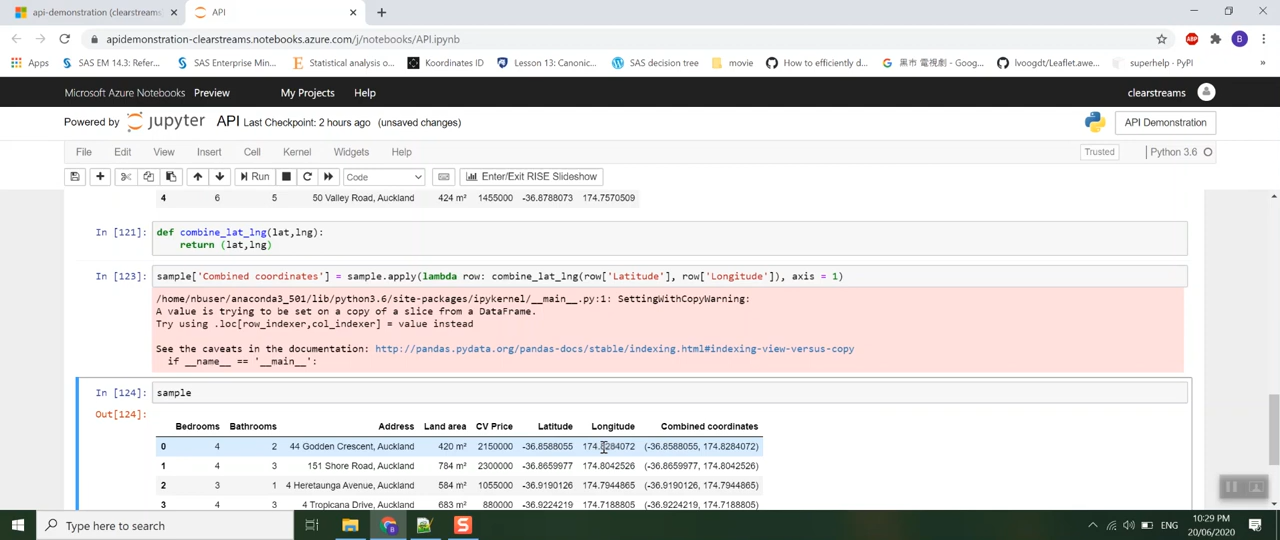 api-demonstration (clearstreams)
API
apidemonstration-clearstreams.notebooks.azure.com/j/notebooks/API.ipynb
ABP
B
Apps
SAS EM 14.3: Refer...
SAS Enterprise Min...
Statistical analysis o...
Koordinates ID
Lesson 13: Canonic...
SAS decision tree
movie
How to efficiently d...
黑市 電視劇 - Goog...
lvoogdt/Leaflet.awe...
superhelp · PyPI
Microsoft Azure Notebooks Preview My Projects Help clearstreams
Powered by jupyter API Last Checkpoint: 2 hours ago (unsaved changes) API Demonstration
File Edit View Insert Cell Kernel Widgets Help Trusted Python 3.6
Run Code Enter/Exit RISE Slideshow
4 6 5 50 Valley Road, Auckland 424 m² 1455000 -36.8788073 174.7570509
In [121]: def combine_lat_lng(lat,lng):
return (lat,lng)
In [123]: sample['Combined coordinates'] = sample.apply(lambda row: combine_lat_lng(row['Latitude'], row['Longitude']), axis = 1)
/home/nbuser/anaconda3_501/lib/python3.6/site-packages/ipykernel/__main__.py:1: SettingWithCopyWarning:
A value is trying to be set on a copy of a slice from a DataFrame.
Try using .loc[row_indexer,col_indexer] = value instead
See the caveats in the documentation: http://pandas.pydata.org/pandas-docs/stable/indexing.html#indexing-view-versus-copy
if __name__ == '__main__':
In [124]: sample
Out[124]:
Bedrooms Bathrooms Address Land area CV Price Latitude Longitude Combined coordinates
0 4 2 44 Godden Crescent, Auckland 420 m² 2150000 -36.8588055 174.8284072 (-36.8588055, 174.8284072)
1 4 3 151 Shore Road, Auckland 784 m² 2300000 -36.8659977 174.8042526 (-36.8659977, 174.8042526)
2 3 1 4 Heretaunga Avenue, Auckland 584 m² 1055000 -36.9190126 174.7944865 (-36.9190126, 174.7944865)
3 4 3 4 Tropicana Drive, Auckland 683 m² 880000 -36.9224219 174.7188805 (-36.9224219, 174.7188805)
Type here to search
ENG
10:29 PM
20/06/2020